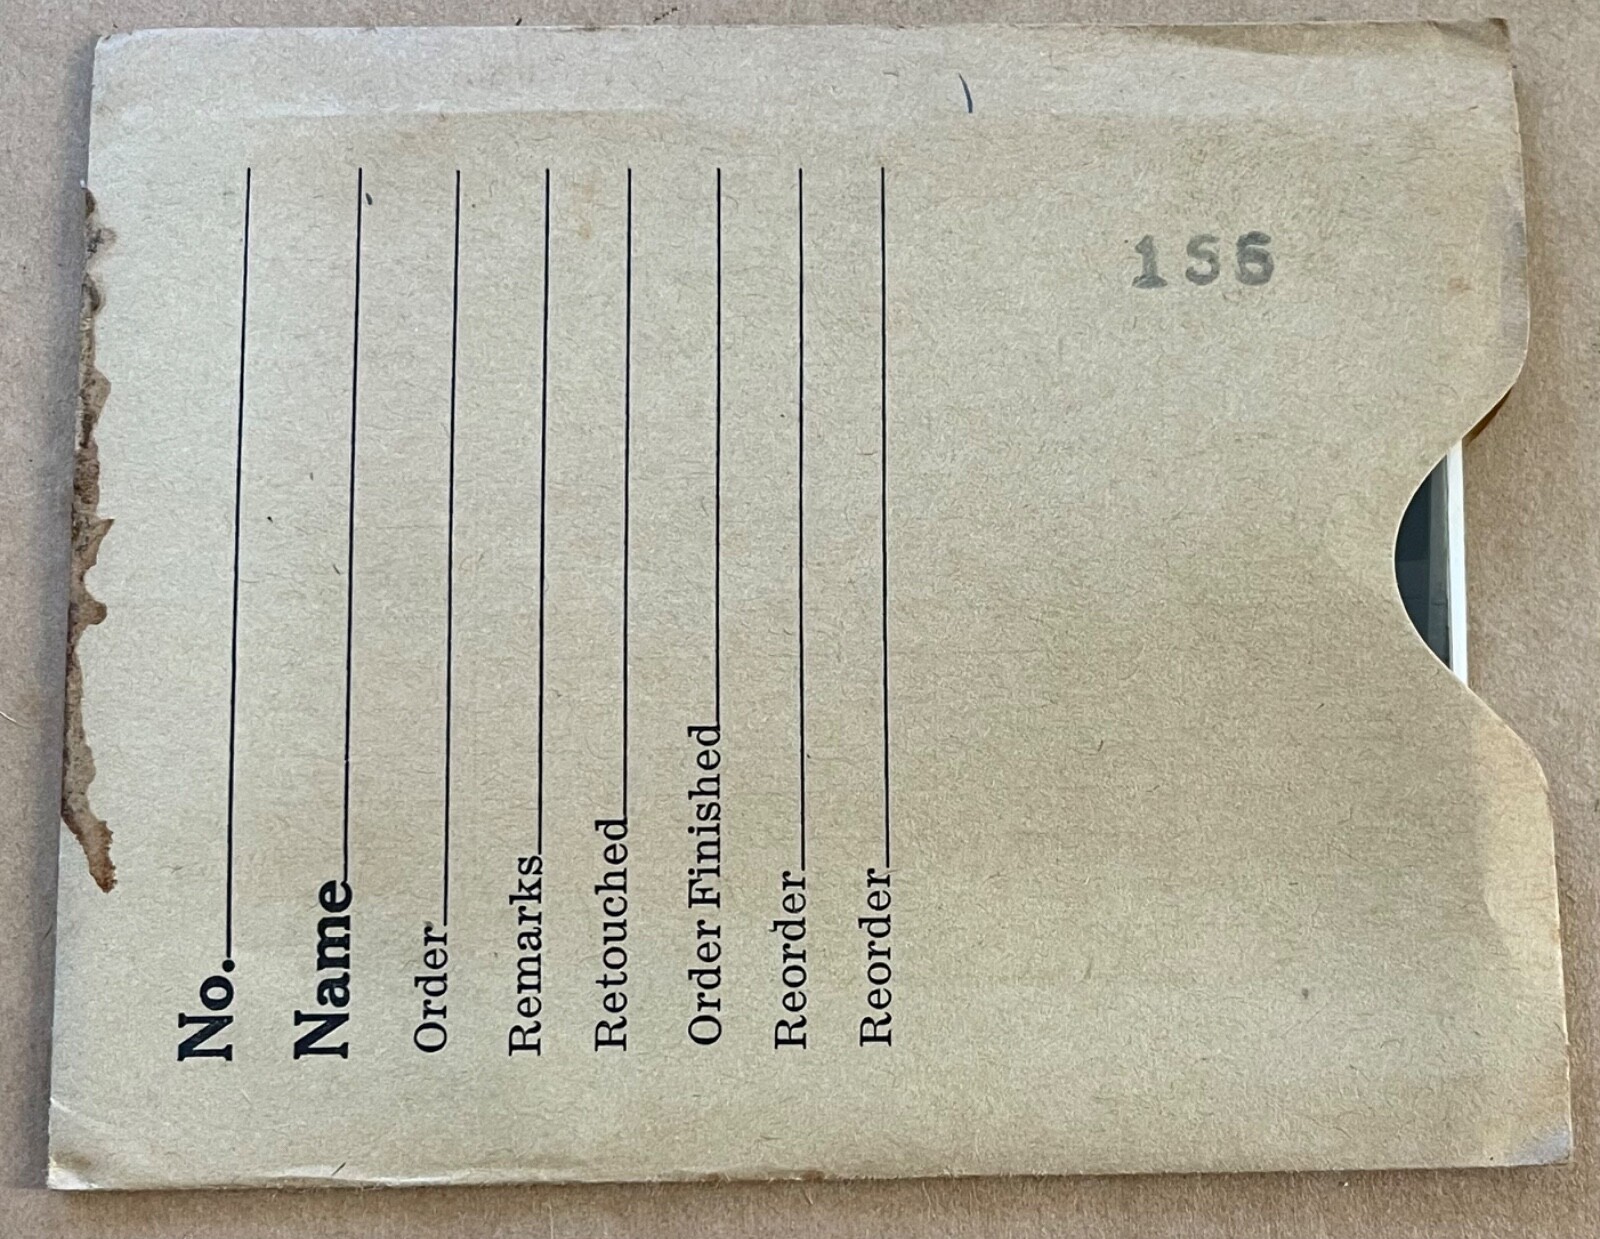 No.
Name
Order
Remarks
Retouched
Order Finished
Reorder
Reorder
156